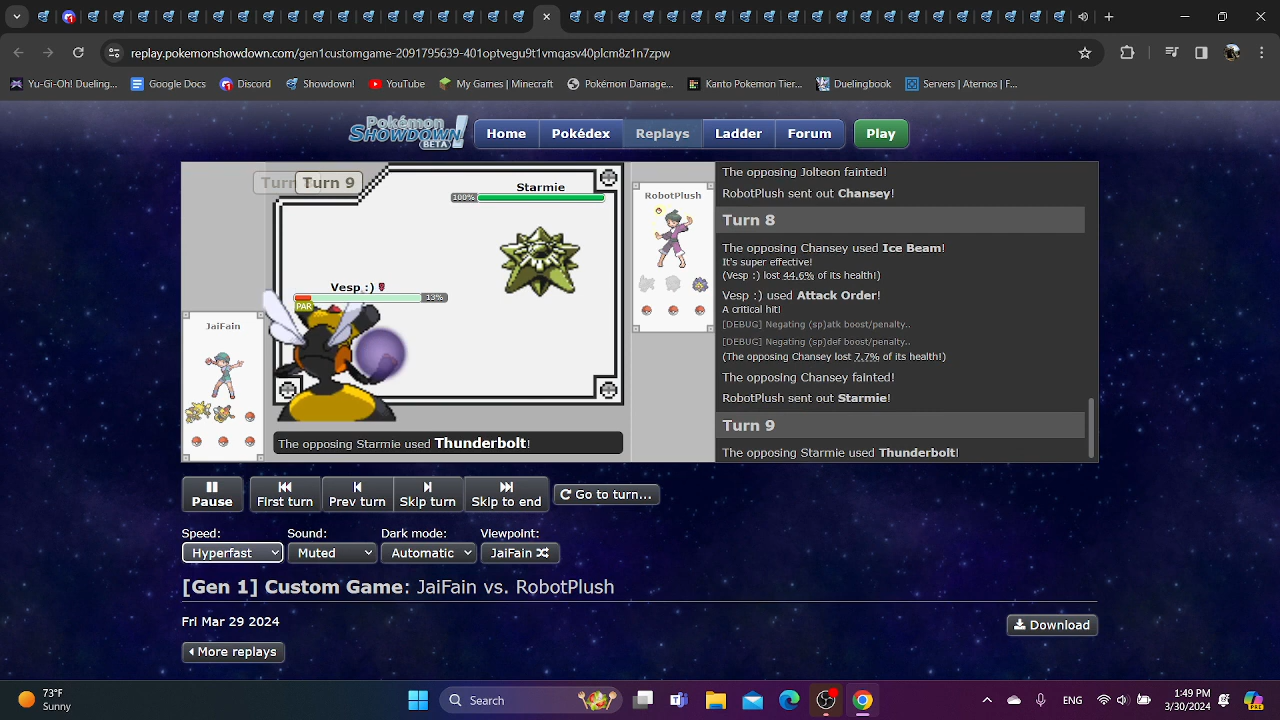 replay.pokemonshowdown.com/gen1customgame-2091795639-401optvegu9t1vmqasv40plcm8z1n7zpw
Yu-Gi-Oh! Dueling...
Google Docs
Discord
Showdown!
YouTube
My Games | Minecraft
Pokémon Damage...
Kanto Pokemon Tier...
Duelingbook
Servers | Aternos | F...
Pokémon
SHOWDOWN!
BETA
Home
Pokédex
Replays
Ladder
Forum
Play
Turn 9
Starmie
100%
Vesp :)
13%
PAR
JaiFain
RobotPlush
The opposing Starmie used Thunderbolt!
The opposing Jolteon fainted!
RobotPlush sent out Chansey!
Turn 8
The opposing Chansey used Ice Beam!
It's super effective!
(Vesp :) lost 44.6% of its health!)
Vesp :) used Attack Order!
A critical hit!
[DEBUG] Negating (sp)atk boost/penalty..
[DEBUG] Negating (sp)def boost/penalty..
(The opposing Chansey lost 7.7% of its health!)
The opposing Chansey fainted!
RobotPlush sent out Starmie!
Turn 9
The opposing Starmie used Thunderbolt!
Pause
First turn
Prev turn
Skip turn
Skip to end
Go to turn...
Speed:
Sound:
Dark mode:
Viewpoint:
Hyperfast
Muted
Automatic
JaiFain
[Gen 1] Custom Game: JaiFain vs. RobotPlush
Fri Mar 29 2024
Download
More replays
73°F
Sunny
Search
ENG
1:49 PM
3/30/2024
PRE